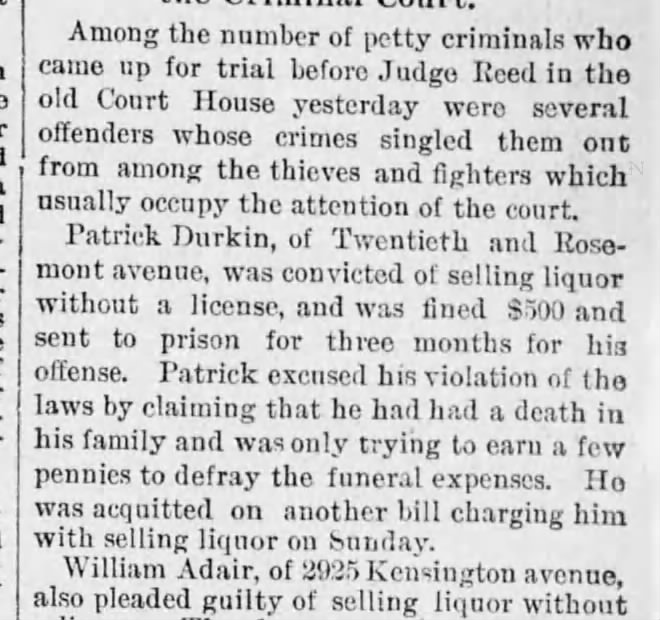 the Criminal Court.
Among the number of petty criminals who
came up for trial before Judge Reed in the
old Court House yesterday were several
offenders whose crimes singled them out
from among the thieves and fighters which
usually occupy the attention of the court.
Patrick Durkin, of Twentieth and Rose-
mont avenue, was convicted of selling liquor
without a license, and was fined $500 and
sent to prison for three months for his
offense. Patrick excused his violation of the
laws by claiming that he had had a death in
his family and was only trying to earn a few
pennies to defray the funeral expenses. He
was acquitted on another bill charging him
with selling liquor on Sunday.
William Adair, of 2925 Kensington avenue,
also pleaded guilty of selling liquor without